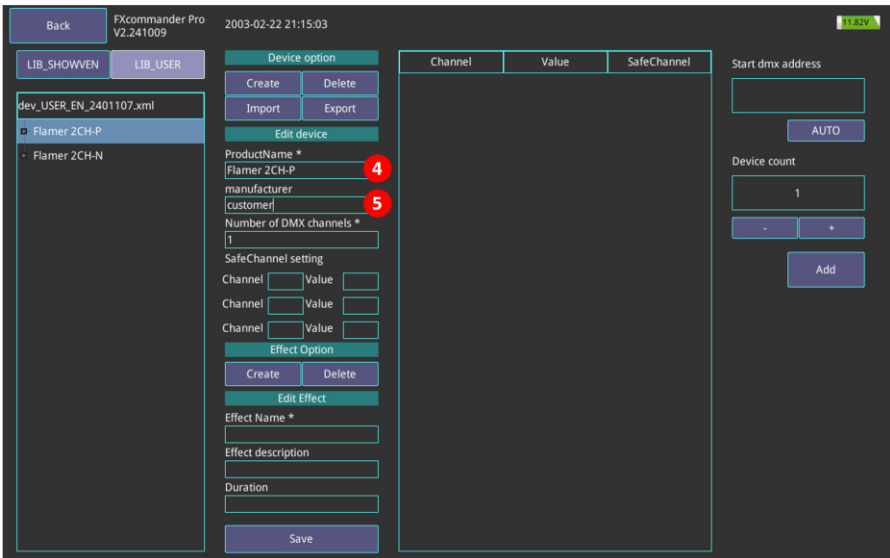 Back
FXcommander Pro
V2.241009
2003-02-22 21:15:03
11.82V
LIB_SHOWVEN
LIB_USER
dev_USER_EN_2401107.xml
Flamer 2CH-P
Flamer 2CH-N
Device option
Create
Delete
Import
Export
Edit device
ProductName *
Flamer 2CH-P
4
manufacturer
customer
5
Number of DMX channels *
1
SafeChannel setting
Channel Value
Channel Value
Channel Value
Effect Option
Create
Delete
Edit Effect
Effect Name *
Effect description
Duration
Save
Channel Value SafeChannel
Start dmx address
AUTO
Device count
1
- +
Add